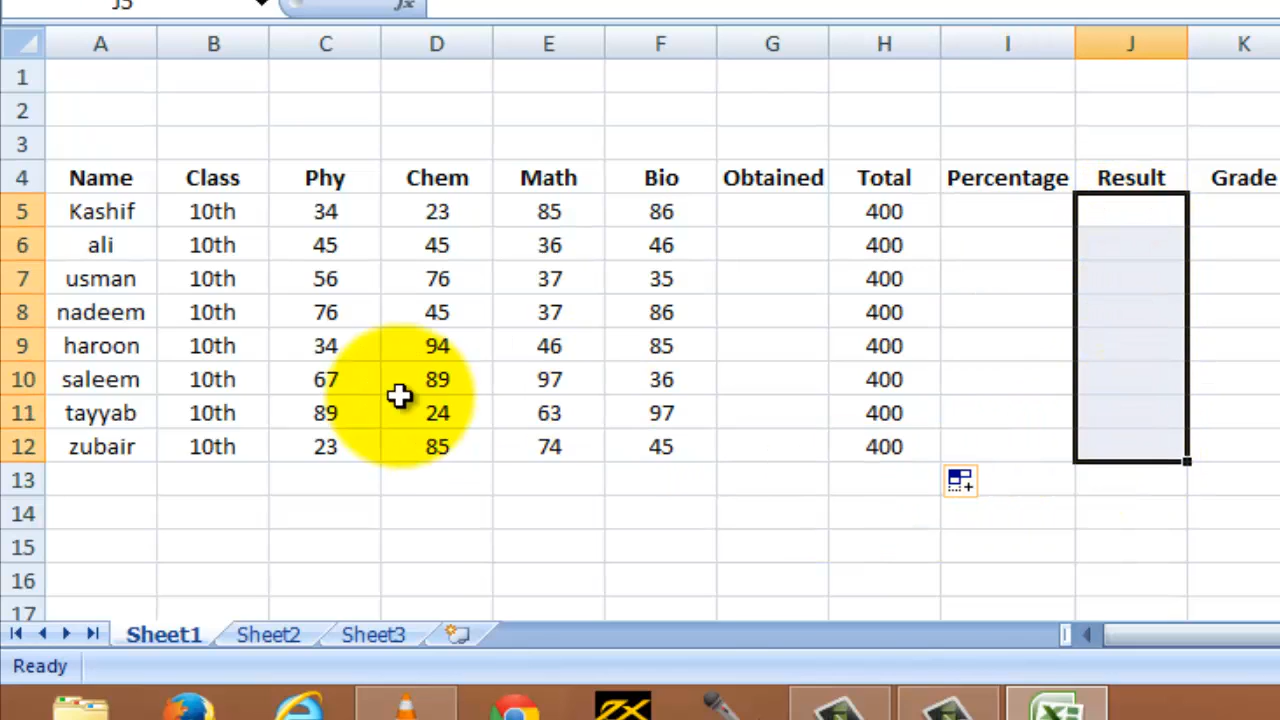 J5 fx
A B C D E F G H I J K
1
2
3
4 Name Class Phy Chem Math Bio Obtained Total Percentage Result Grade
5 Kashif 10th 34 23 85 86 400
6 ali 10th 45 45 36 46 400
7 usman 10th 56 76 37 35 400
8 nadeem 10th 76 45 37 86 400
9 haroon 10th 34 94 46 85 400
10 saleem 10th 67 89 97 36 400
11 tayyab 10th 89 24 63 97 400
12 zubair 10th 23 85 74 45 400
13
14
15
16
17
Sheet1 Sheet2 Sheet3
Ready